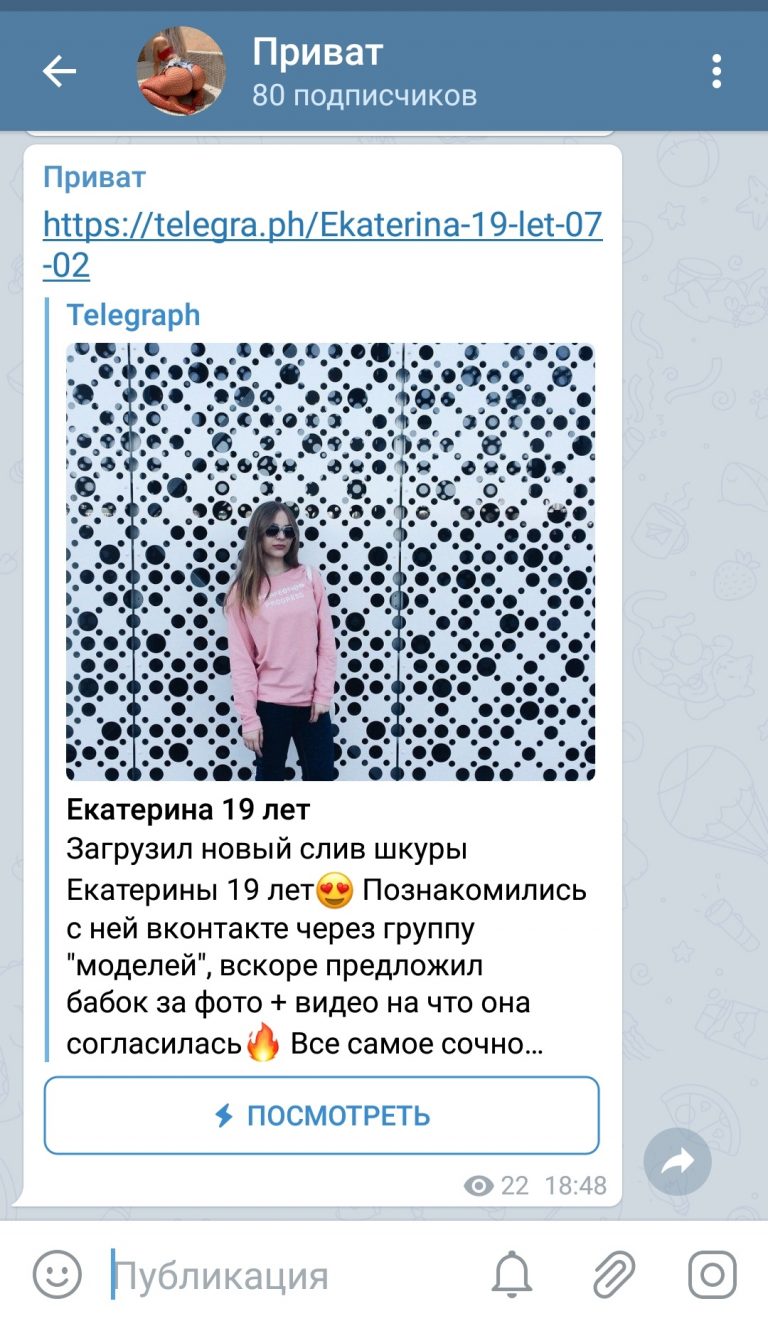 Приват
80 подписчиков
Приват
https://telegra.ph/Ekaterina-19-let-07
-02
Telegraph
Екатерина 19 лет
Загрузил новый слив шкуры
Екатерины 19 лет😍 Познакомились
с ней вконтакте через группу
"моделей", вскоре предложил
бабок за фото + видео на что она
согласилась🔥 Все самое сочно...
ПОСМОТРЕТЬ
22 18:48
Публикация